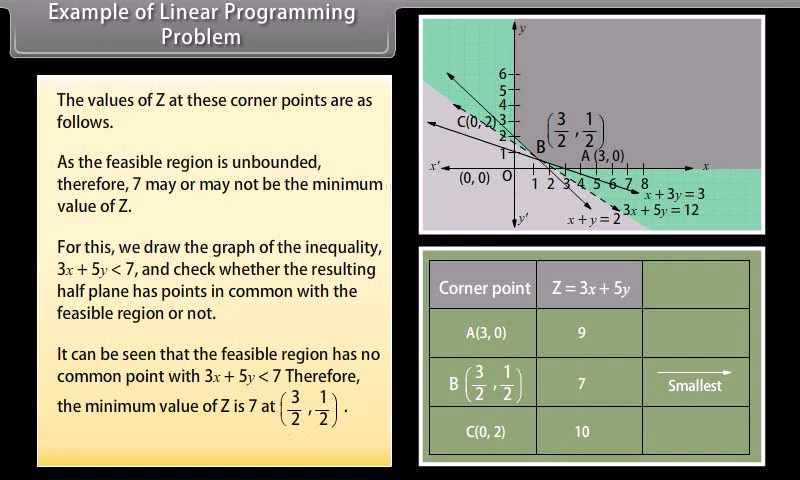 Example of Linear Programming
Problem
The values of Z at these corner points are as
follows.
As the feasible region is unbounded,
therefore, 7 may or may not be the minimum
value of Z.
For this, we draw the graph of the inequality,
3x + 5y < 7, and check whether the resulting
half plane has points in common with the
feasible region or not.
It can be seen that the feasible region has no
common point with 3x + 5y < 7 Therefore,
the minimum value of Z is 7 at (3/2, 1/2).
y
6
5
4
3
2
1
C(0, 2)
B (3/2, 1/2)
A (3, 0)
x'
x
(0, 0) O
1 2 3 4 5 6 7 8
x + 3y = 3
3x + 5y = 12
x + y = 2
y'
Corner point Z = 3x + 5y
A(3, 0) 9
B (3/2, 1/2) 7 Smallest
C(0, 2) 10